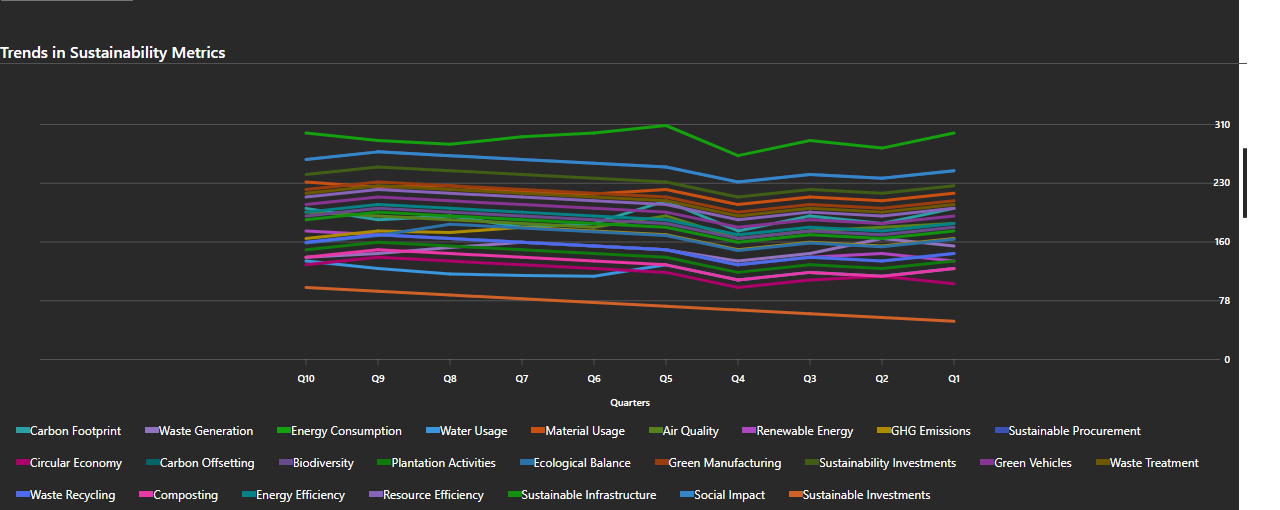 Trends in Sustainability Metrics
310
230
160
78
0
Q10 Q9 Q8 Q7 Q6 Q5 Q4 Q3 Q2 Q1
Quarters
Carbon Footprint Waste Generation Energy Consumption Water Usage Material Usage Air Quality Renewable Energy GHG Emissions Sustainable Procurement
Circular Economy Carbon Offsetting Biodiversity Plantation Activities Ecological Balance Green Manufacturing Sustainability Investments Green Vehicles Waste Treatment
Waste Recycling Composting Energy Efficiency Resource Efficiency Sustainable Infrastructure Social Impact Sustainable Investments